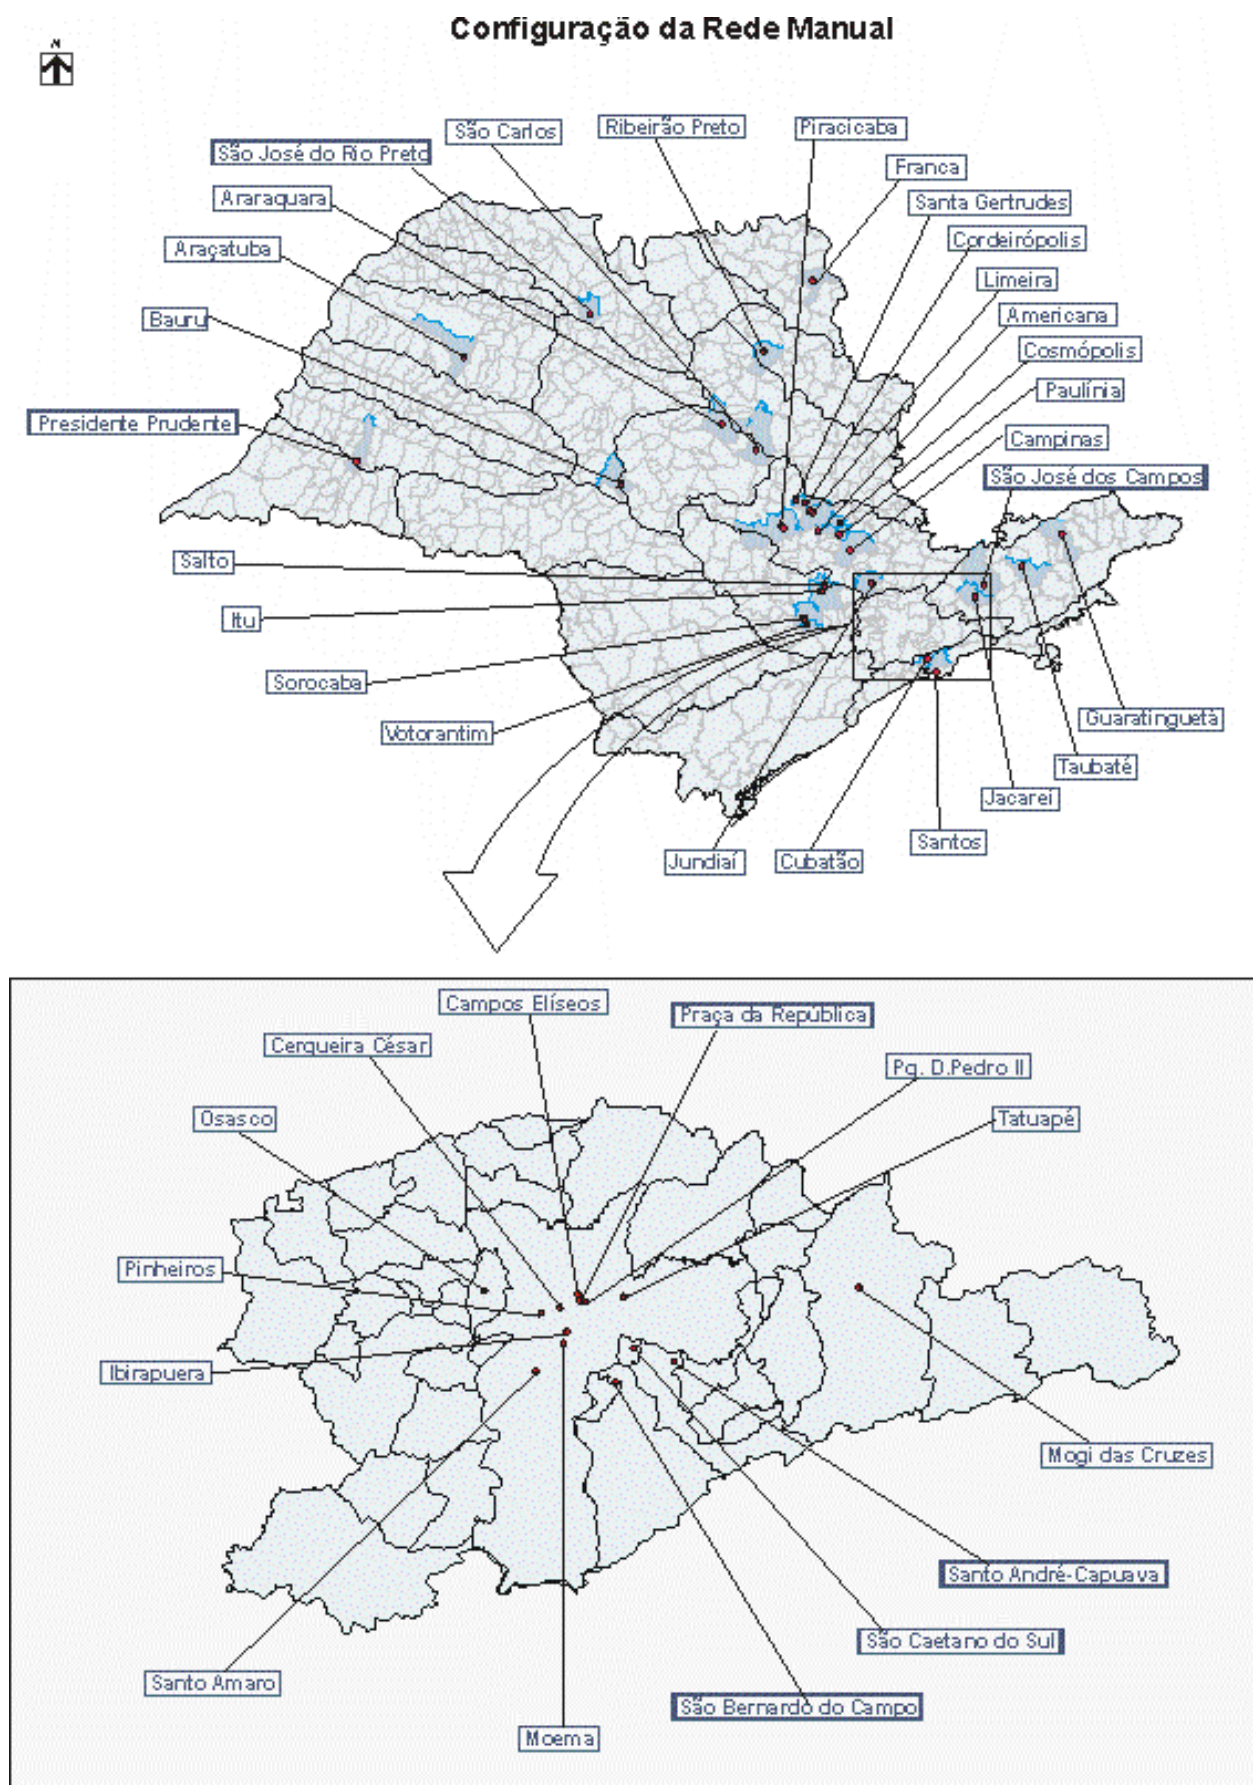 Configuração da Rede Manual
N
São Carlos
Ribeirão Preto
Piracicaba
São José do Rio Preto
Franca
Araraquara
Santa Gertrudes
Araçatuba
Cordeirópolis
Limeira
Bauru
Americana
Cosmópolis
Paulínia
Presidente Prudente
Campinas
São José dos Campos
Salto
Itu
Sorocaba
Votorantim
Guaratinguetà
Taubaté
Jacareí
Santos
Jundiaí
Cubatão
Campos Elíseos
Praça da República
Cerqueira César
Pq. D.Pedro II
Osasco
Tatuapé
Pinheiros
Ibirapuera
Mogi das Cruzes
Santo André-Capuava
São Caetano do Sul
Santo Amaro
São Bernardo do Campo
Moema